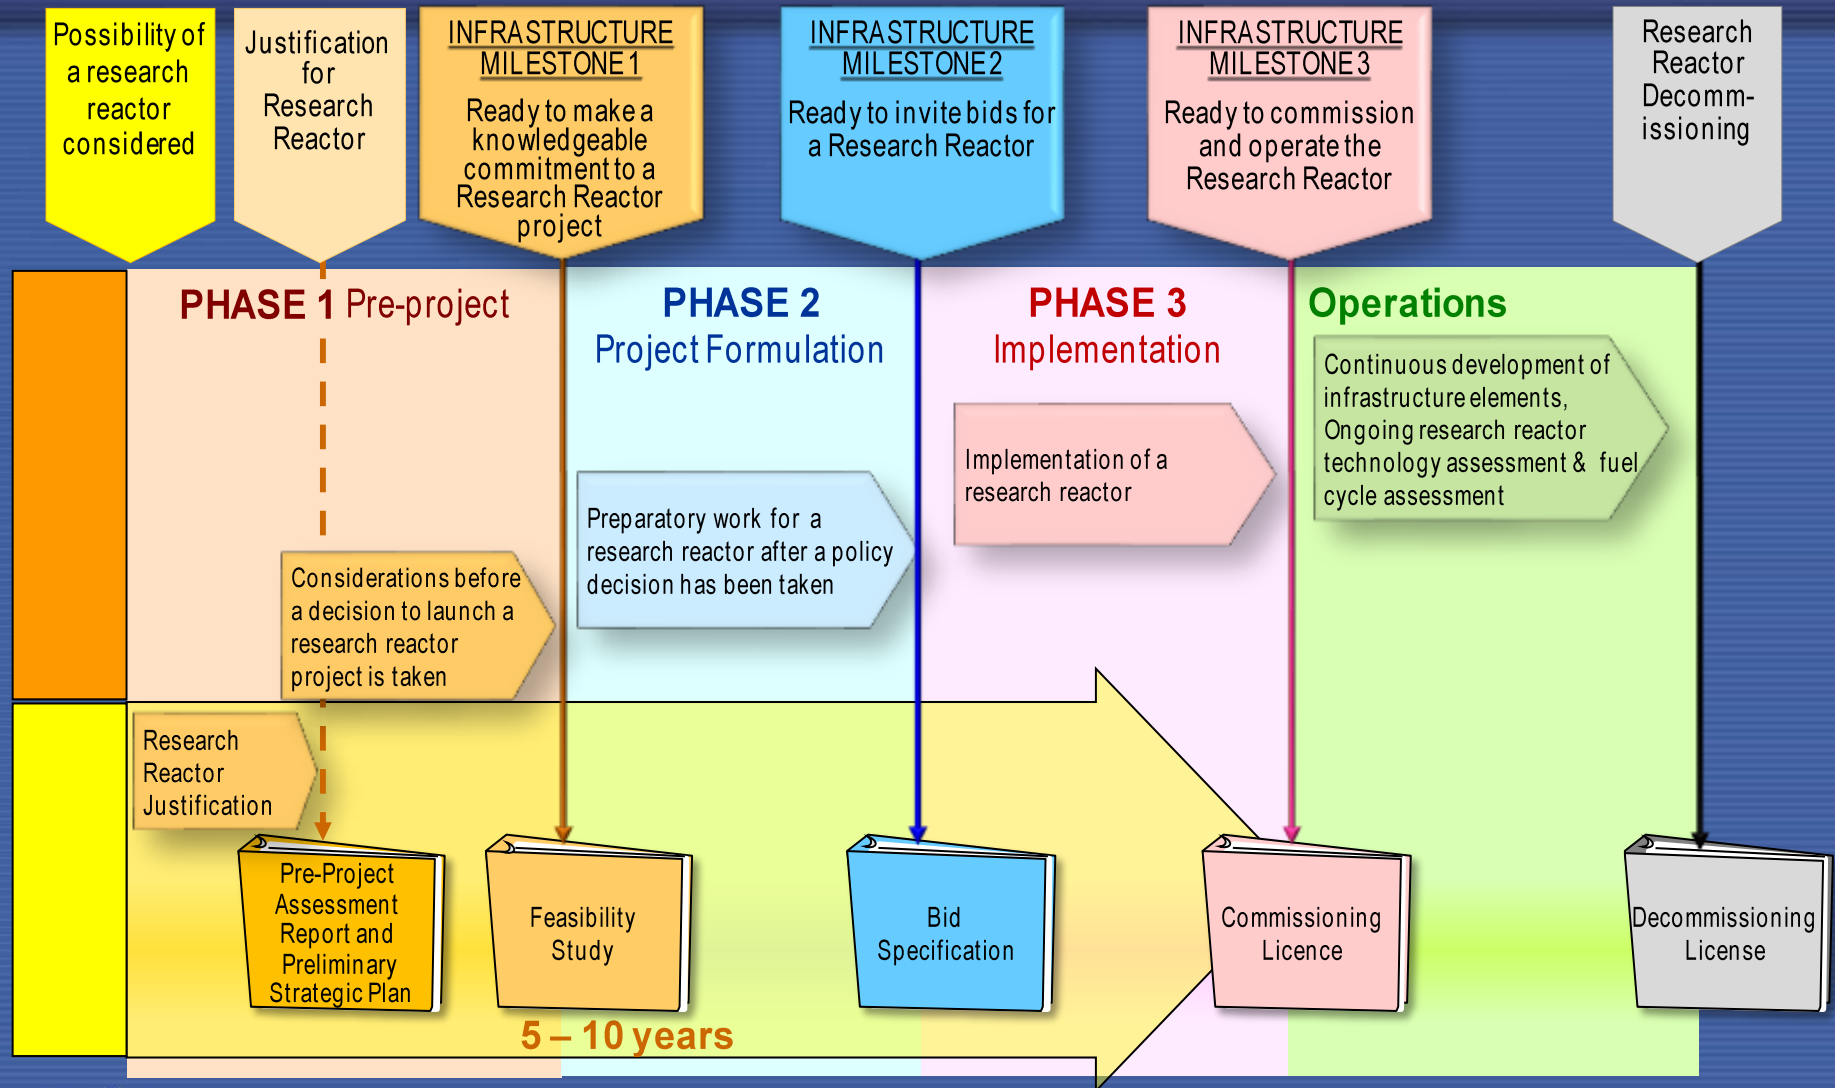 Possibility of
a research
reactor
considered
Justification
for
Research
Reactor
INFRASTRUCTURE
MILESTONE 1
Ready to make a
knowledgeable
commitment to a
Research Reactor
project
INFRASTRUCTURE
MILESTONE 2
Ready to invite bids for
a Research Reactor
INFRASTRUCTURE
MILESTONE 3
Ready to commission
and operate the
Research Reactor
Research
Reactor
Decomm-
issioning
PHASE 1 Pre-project
PHASE 2
Project Formulation
PHASE 3
Implementation
Operations
Continuous development of
infrastructure elements,
Ongoing research reactor
technology assessment & fuel
cycle assessment
Implementation of a
research reactor
Preparatory work for a
research reactor after a policy
decision has been taken
Considerations before
a decision to launch a
research reactor
project is taken
Research
Reactor
Justification
Pre-Project
Assessment
Report and
Preliminary
Strategic Plan
Feasibility
Study
Bid
Specification
Commissioning
Licence
Decommissioning
License
5 – 10 years